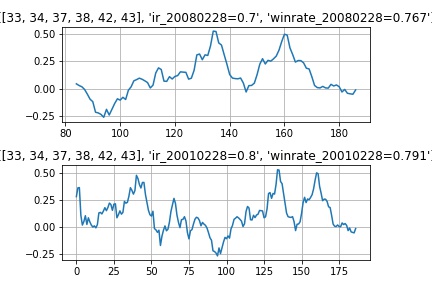 [33, 34, 37, 38, 42, 43], 'ir_20080228=0.7', 'winrate_20080228=0.767']
0.50
0.25
0.00
−0.25
80 100 120 140 160 180
[33, 34, 37, 38, 42, 43], 'ir_20010228=0.8', 'winrate_20010228=0.791']
0.50
0.25
0.00
−0.25
0 25 50 75 100 125 150 175